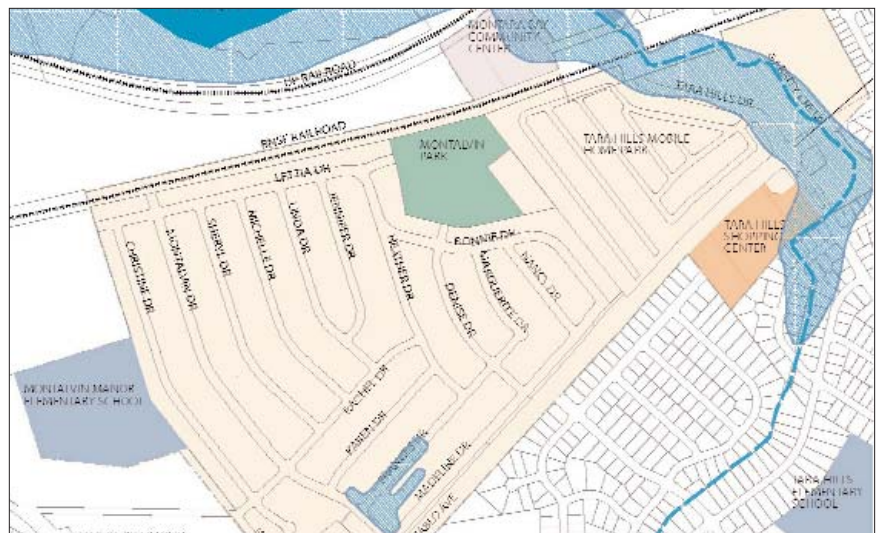 MONTARA BAY
COMMUNITY
CENTER
UP RAILROAD
TARA HILLS DR
BNSF RAILROAD
MONTALVIN
PARK
TARA HILLS MOBILE
HOME PARK
LETTIA DR
JENNIFER DR
LINDA DR
MICHELLE DR
SHERYL DR
MONTALVIN DR
CHRISTINE DR
HEATHER DR
BONNIE DR
NANCY DR
MARGUERITE DR
DENISE DR
TARA HILLS
SHOPPING
CENTER
RACHEL DR
KAREN DR
MADELINE DR
MONTALVIN MANOR
ELEMENTARY SCHOOL
TARA HILLS
ELEMENTARY
SCHOOL